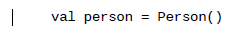 val person = Person()